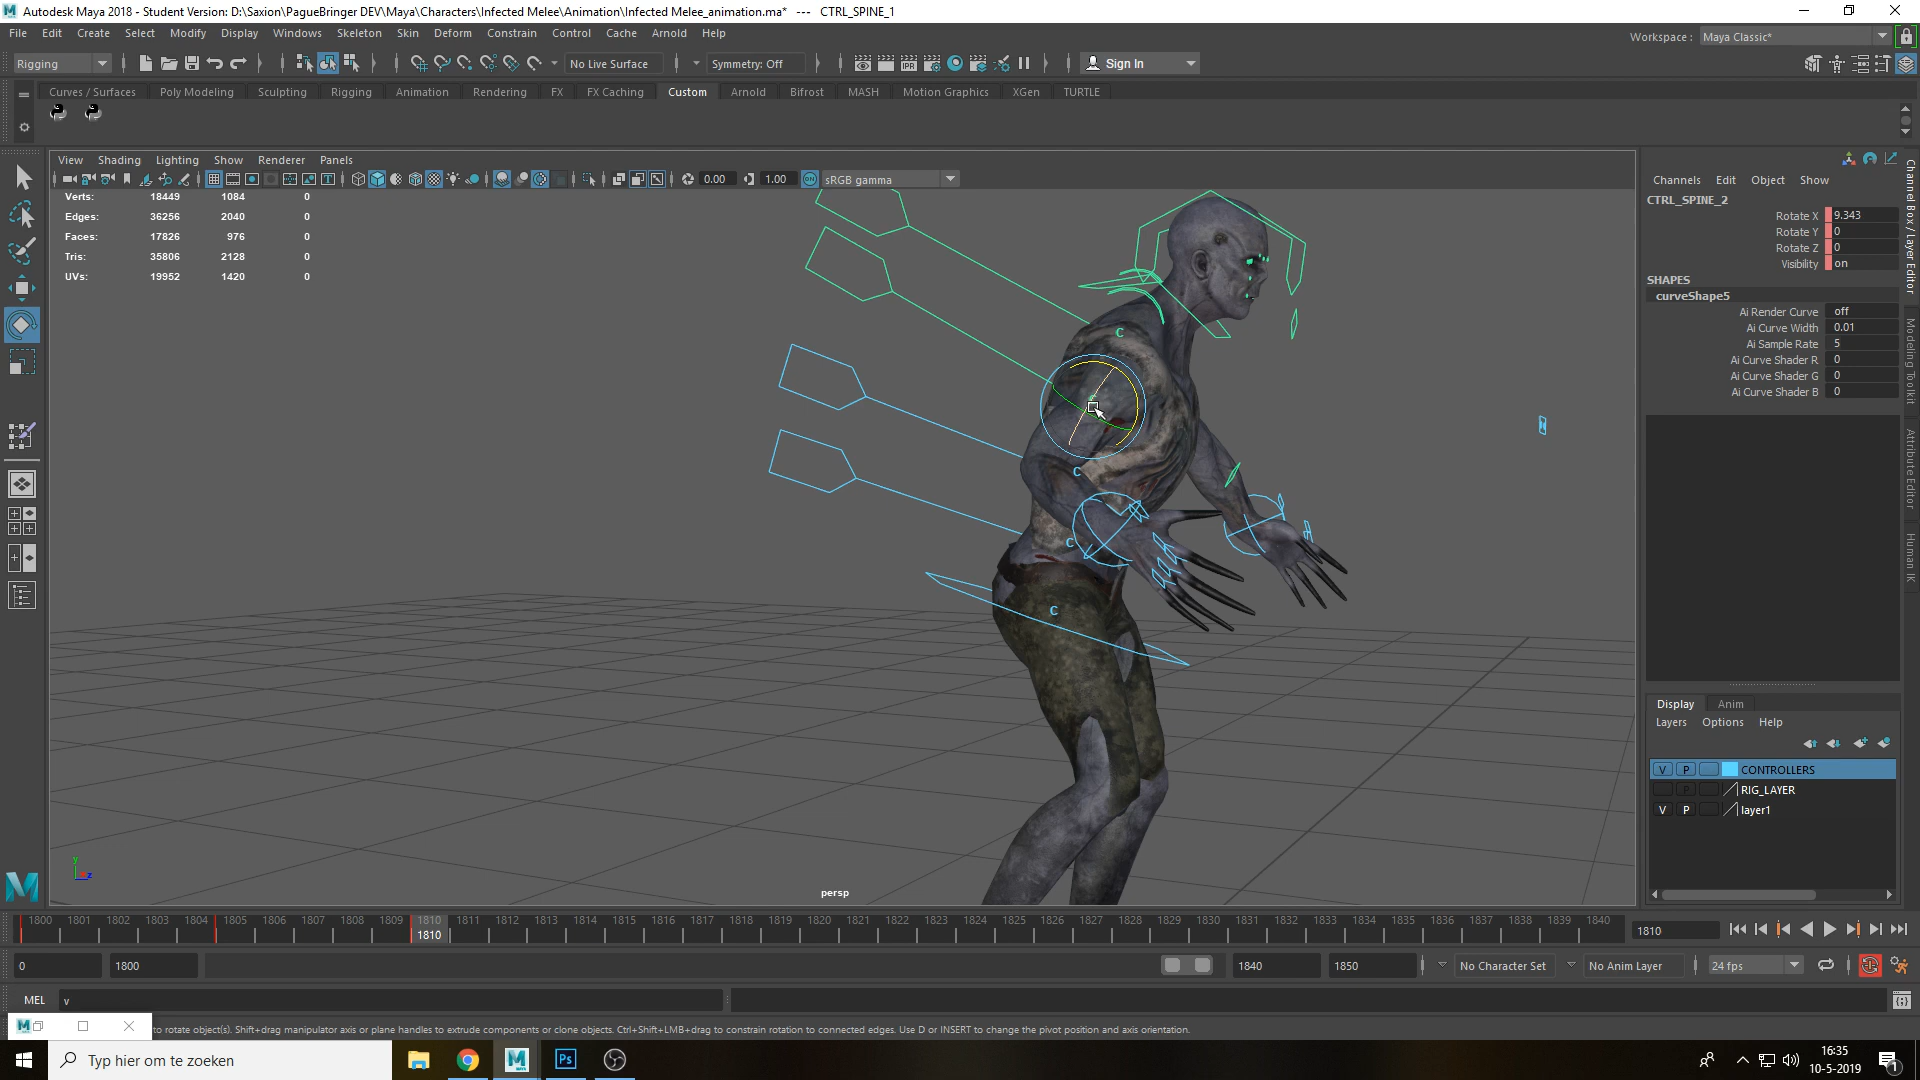 Autodesk Maya 2018 - Student Version: D:\Saxion\PagueBringer DEV\Maya\Characters\Infected Melee\Animation\Infected Melee_animation.ma* --- CTRL_SPINE_1
File Edit Create Select Modify Display Windows Skeleton Skin Deform Constrain Control Cache Arnold Help
Workspace : Maya Classic*
Rigging
No Live Surface
Symmetry: Off
Sign In
Curves / Surfaces Poly Modeling Sculpting Rigging Animation Rendering FX FX Caching Custom Arnold Bifrost MASH Motion Graphics XGen TURTLE
View Shading Lighting Show Renderer Panels
0.00 1.00 ON sRGB gamma
Verts: 18449 1084 0
Edges: 36256 2040 0
Faces: 17826 976 0
Tris: 35806 2128 0
UVs: 19952 1420 0
C
C
C
C
y
z
persp
Channels Edit Object Show
CTRL_SPINE_2
Rotate X 9.343
Rotate Y 0
Rotate Z 0
Visibility on
SHAPES
curveShape5
Ai Render Curve off
Ai Curve Width 0.01
Ai Sample Rate 5
Ai Curve Shader R 0
Ai Curve Shader G 0
Ai Curve Shader B 0
Channel Box / Layer Editor
Modeling Toolkit
Attribute Editor
Human IK
Display Anim
Layers Options Help
V P CONTROLLERS
P RIG_LAYER
V P layer1
1800 1801 1802 1803 1804 1805 1806 1807 1808 1809 1810 1811 1812 1813 1814 1815 1816 1817 1818 1819 1820 1821 1822 1823 1824 1825 1826 1827 1828 1829 1830 1831 1832 1833 1834 1835 1836 1837 1838 1839 1840
1810
1810
0 1800 1840 1850 No Character Set No Anim Layer 24 fps
MEL v
to rotate object(s). Shift+drag manipulator axis or plane handles to extrude components or clone objects. Ctrl+Shift+LMB+drag to constrain rotation to connected edges. Use D or INSERT to change the pivot position and axis orientation.
Typ hier om te zoeken
Ps
16:35
10-5-2019
1